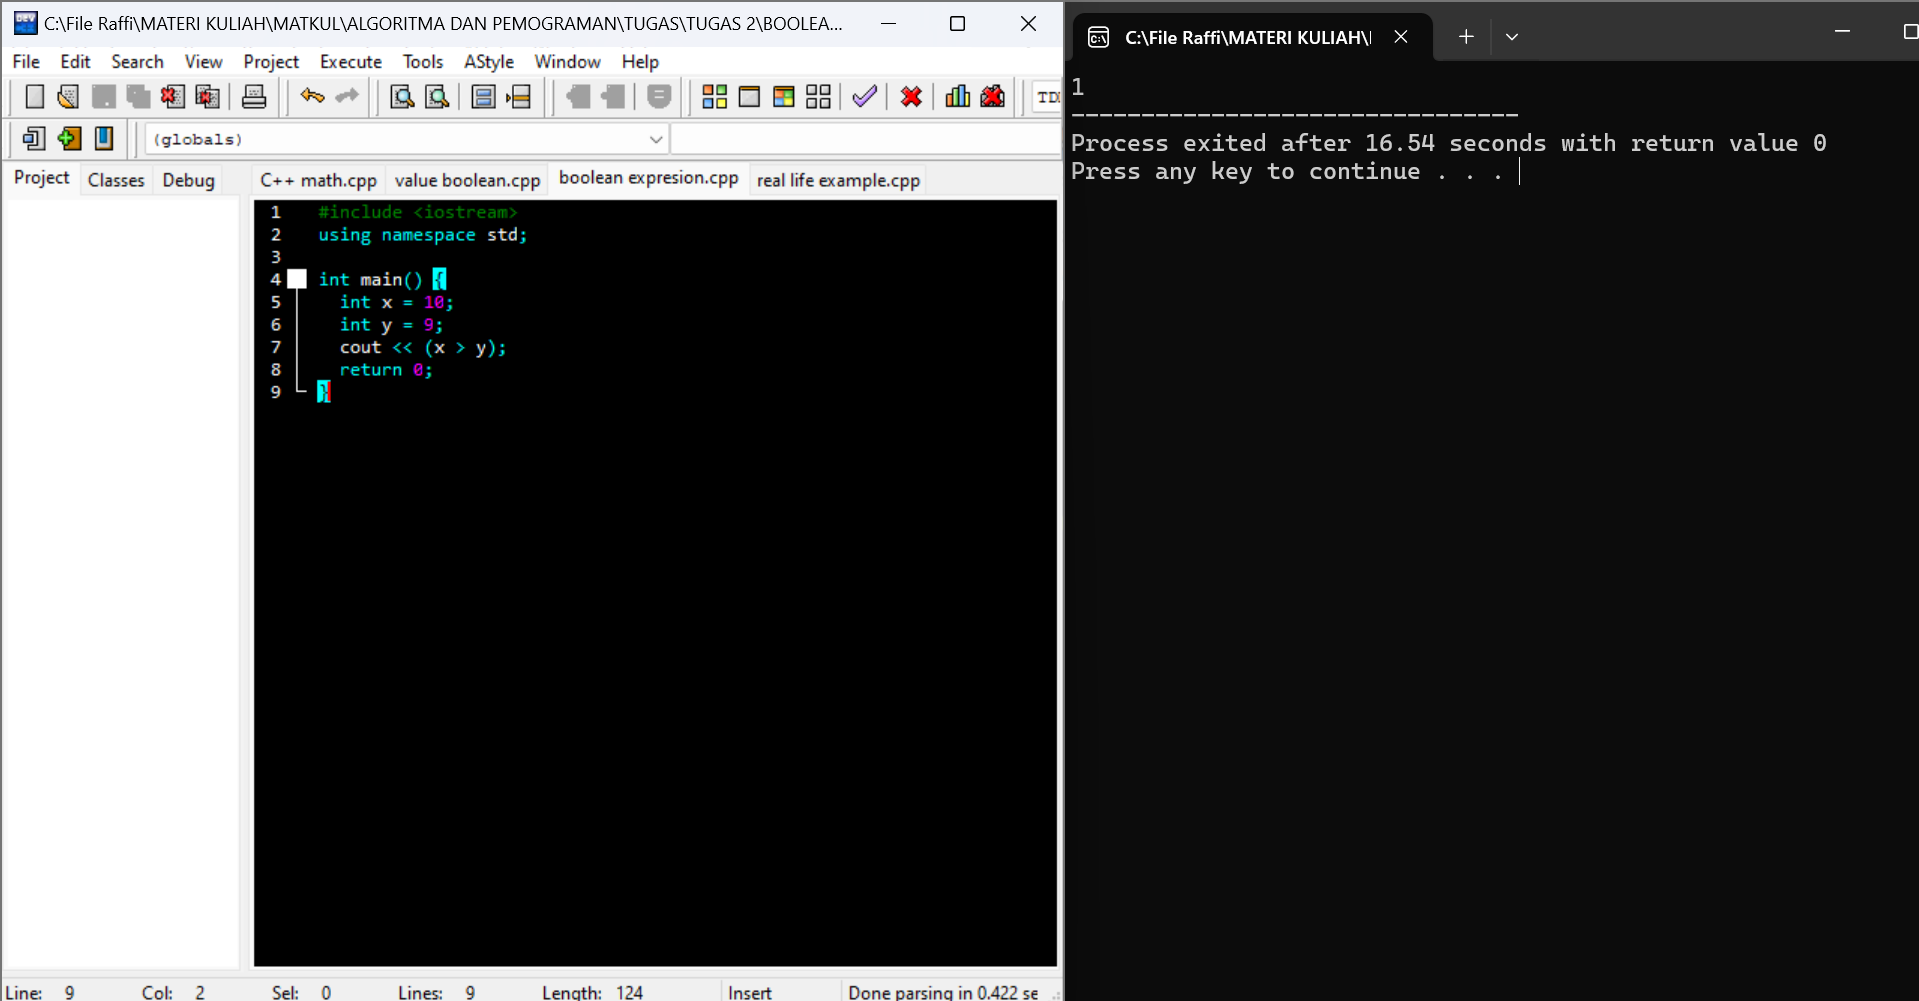 C:\File Raffi\MATERI KULIAH\MATKUL\ALGORITMA DAN PEMOGRAMAN\TUGAS\TUGAS 2\BOOLEA...
File Edit Search View Project Execute Tools AStyle Window Help
TD
(globals)
Project Classes Debug
C++ math.cpp value boolean.cpp boolean expresion.cpp real life example.cpp
1 #include <iostream>
2 using namespace std;
3
4 int main() {
5 int x = 10;
6 int y = 9;
7 cout << (x > y);
8 return 0;
9 }
Line: 9 Col: 2 Sel: 0 Lines: 9 Length: 124 Insert Done parsing in 0.422 se
C:\File Raffi\MATERI KULIAH\
1
--------------------------------
Process exited after 16.54 seconds with return value 0
Press any key to continue . . .